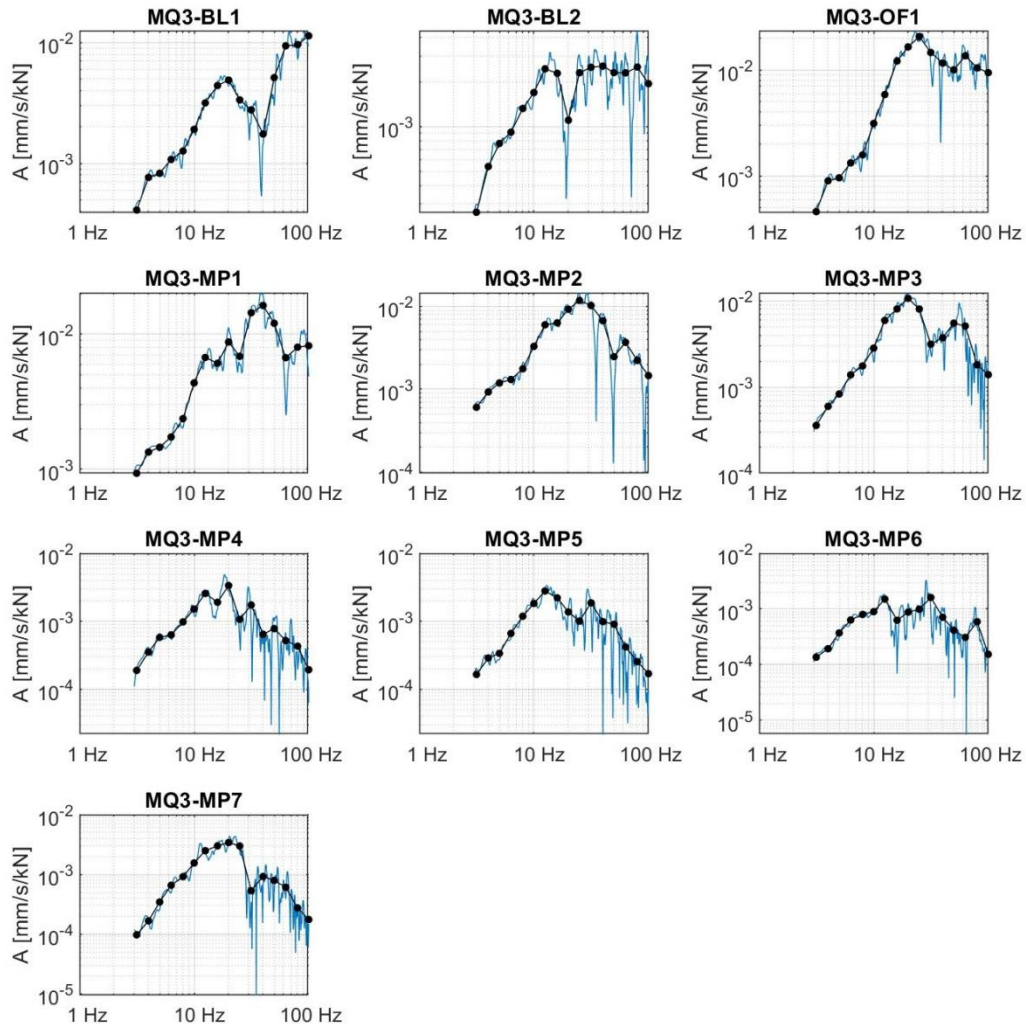 MQ3-BL1 MQ3-BL2 MQ3-OF1
10-2
10-3
A [mm/s/kN]
1 Hz 10 Hz 100 Hz
10-3
A [mm/s/kN]
1 Hz 10 Hz 100 Hz
10-2
10-3
A [mm/s/kN]
1 Hz 10 Hz 100 Hz
MQ3-MP1 MQ3-MP2 MQ3-MP3
10-2
10-3
A [mm/s/kN]
1 Hz 10 Hz 100 Hz
10-2
10-3
10-4
A [mm/s/kN]
1 Hz 10 Hz 100 Hz
10-2
10-3
10-4
A [mm/s/kN]
1 Hz 10 Hz 100 Hz
MQ3-MP4 MQ3-MP5 MQ3-MP6
10-2
10-3
10-4
A [mm/s/kN]
1 Hz 10 Hz 100 Hz
10-2
10-3
10-4
A [mm/s/kN]
1 Hz 10 Hz 100 Hz
10-2
10-3
10-4
10-5
A [mm/s/kN]
1 Hz 10 Hz 100 Hz
MQ3-MP7
10-2
10-3
10-4
10-5
A [mm/s/kN]
1 Hz 10 Hz 100 Hz